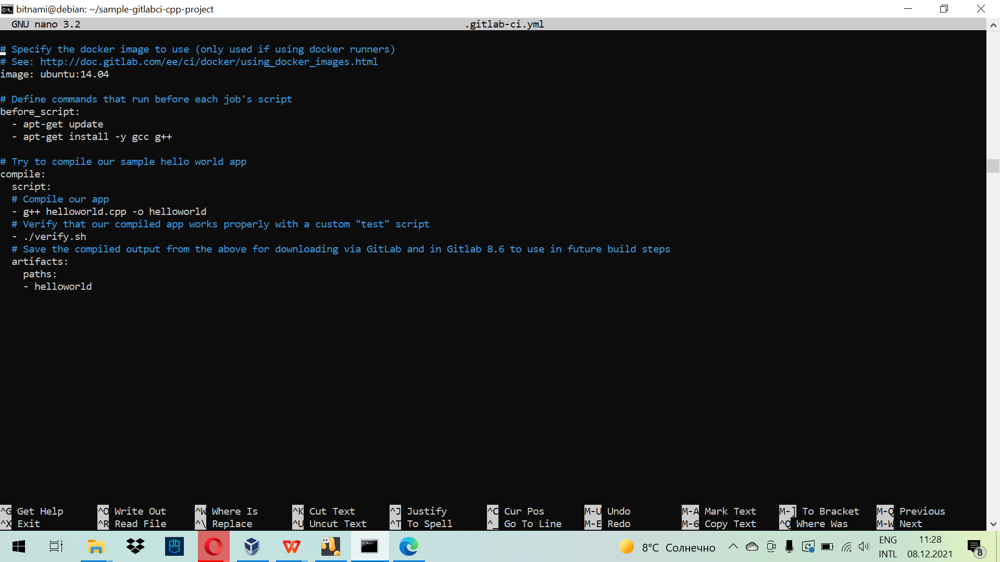 bitnami@debian: ~/sample-gitlabci-cpp-project
GNU nano 3.2 .gitlab-ci.yml
# Specify the docker image to use (only used if using docker runners)
# See: http://doc.gitlab.com/ee/ci/docker/using_docker_images.html
image: ubuntu:14.04
# Define commands that run before each job's script
before_script:
  - apt-get update
  - apt-get install -y gcc g++
# Try to compile our sample hello world app
compile:
  script:
  # Compile our app
  - g++ helloworld.cpp -o helloworld
  # Verify that our compiled app works properly with a custom "test" script
  - ./verify.sh
  # Save the compiled output from the above for downloading via GitLab and in Gitlab 8.6 to use in future build steps
  artifacts:
    paths:
    - helloworld
^G Get Help ^O Write Out ^W Where Is ^K Cut Text ^J Justify ^C Cur Pos M-U Undo M-A Mark Text M-] To Bracket M-Q Previous
^X Exit ^R Read File ^\ Replace ^U Uncut Text ^T To Spell ^_ Go To Line M-E Redo M-6 Copy Text ^Q Where Was M-W Next
64
8°C Солнечно
ENG
INTL
11:28
08.12.2021
8